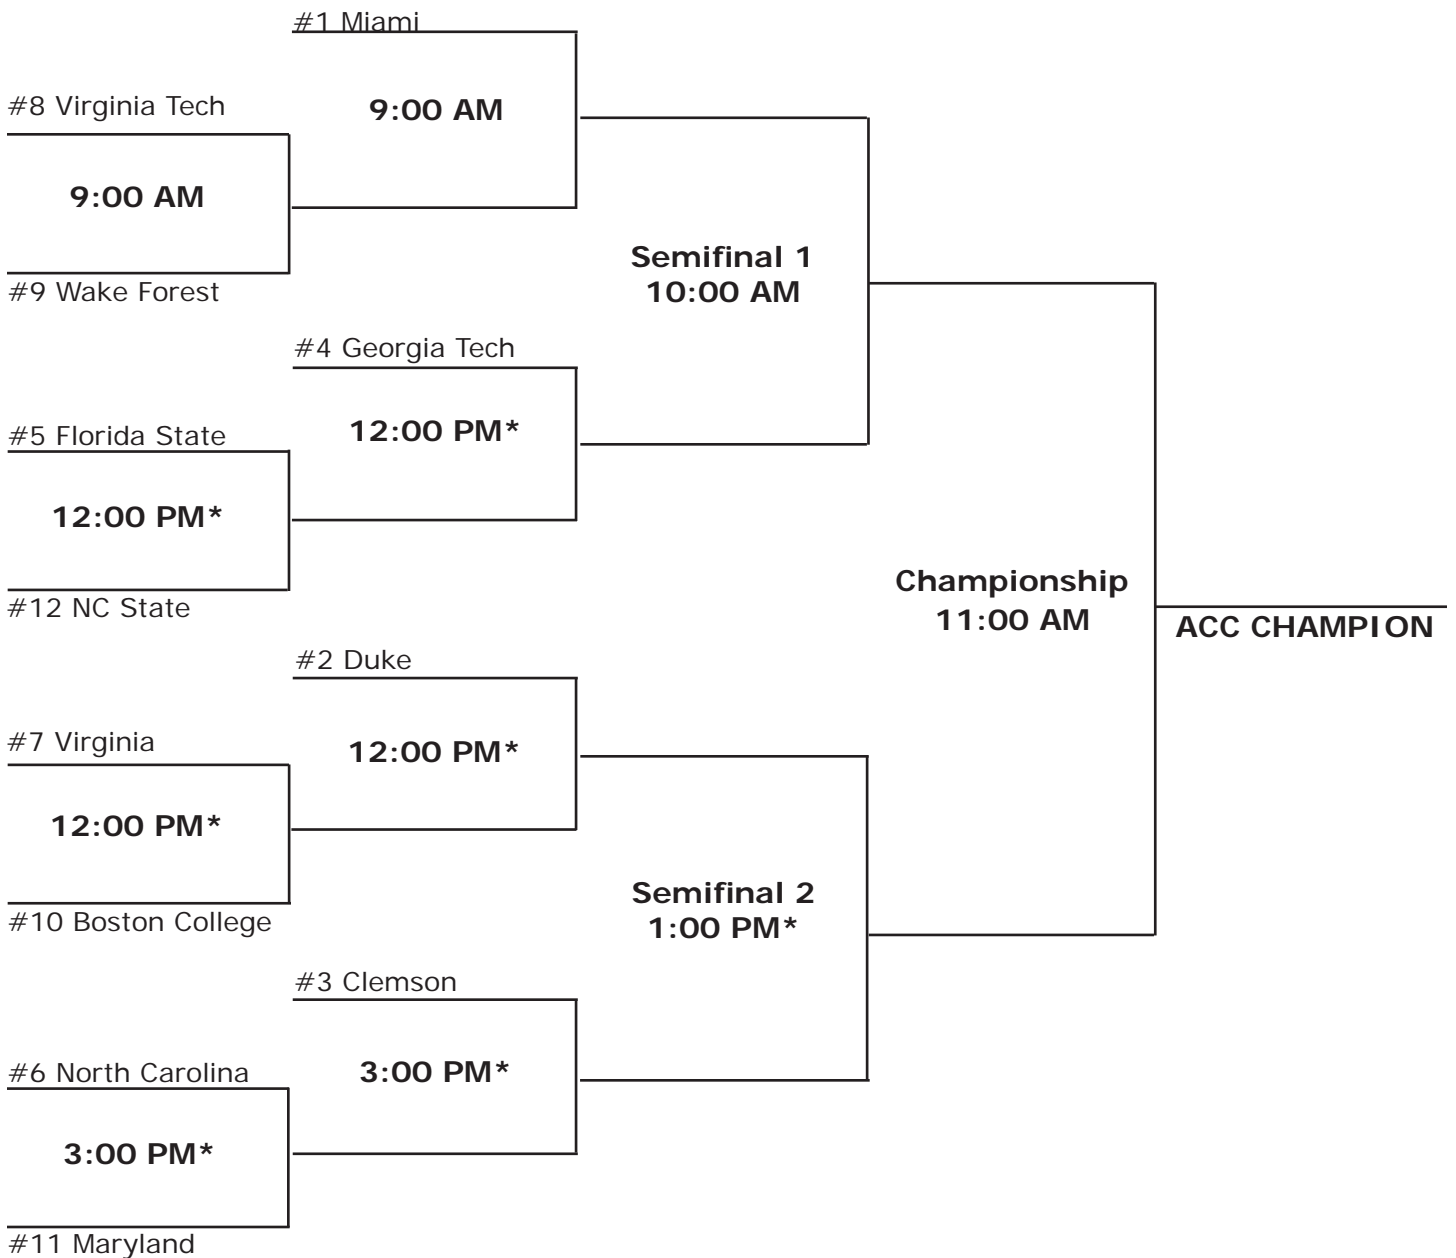 #1 Miami
#8 Virginia Tech
9:00 AM
9:00 AM
#9 Wake Forest
Semifinal 1
10:00 AM
#4 Georgia Tech
#5 Florida State
12:00 PM*
12:00 PM*
#12 NC State
Championship
11:00 AM
ACC CHAMPION
#2 Duke
#7 Virginia
12:00 PM*
12:00 PM*
#10 Boston College
Semifinal 2
1:00 PM*
#3 Clemson
#6 North Carolina
3:00 PM*
3:00 PM*
#11 Maryland